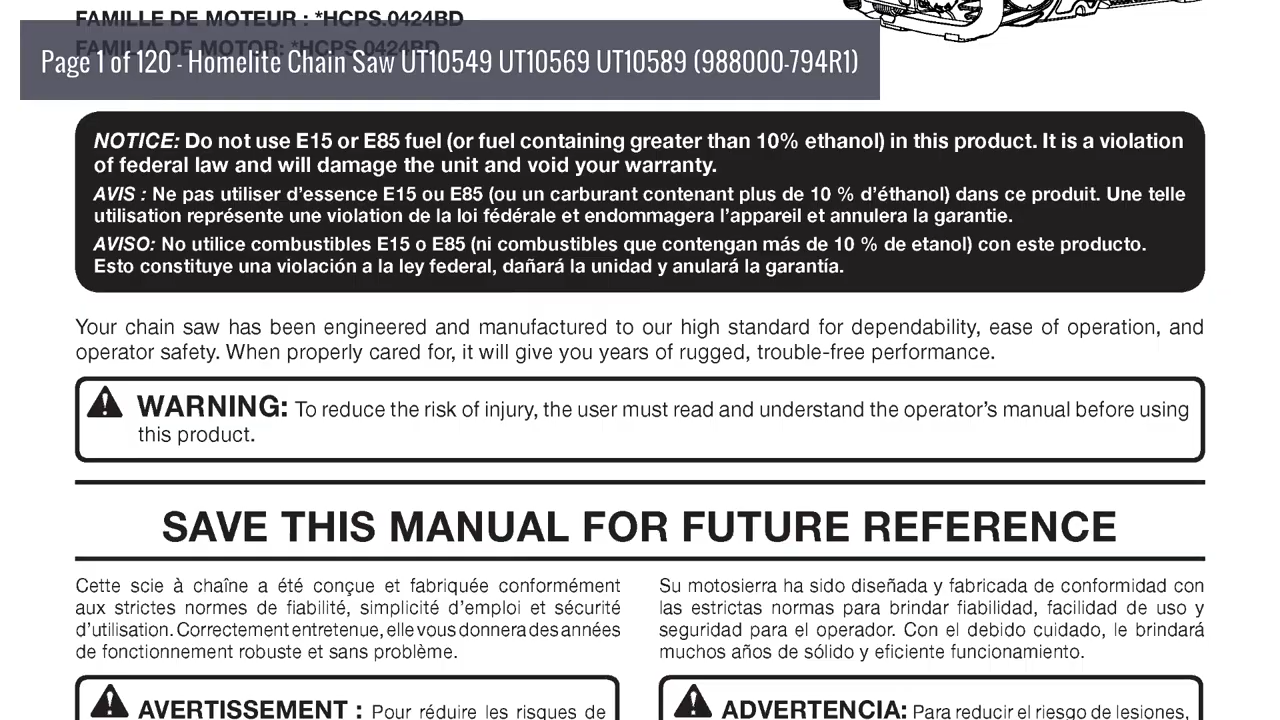 FAMILLE DE MOTEUR : *HCPS.0424BD
FAMILIA DE MOTOR: *HCPS.0424BD
Page 1 of 120 - Homelite Chain Saw UT10549 UT10569 UT10589 (988000-794R1)
NOTICE: Do not use E15 or E85 fuel (or fuel containing greater than 10% ethanol) in this product. It is a violation
of federal law and will damage the unit and void your warranty.
AVIS : Ne pas utiliser d’essence E15 ou E85 (ou un carburant contenant plus de 10 % d’éthanol) dans ce produit. Une telle
utilisation représente une violation de la loi fédérale et endommagera l’appareil et annulera la garantie.
AVISO: No utilice combustibles E15 o E85 (ni combustibles que contengan más de 10 % de etanol) con este producto.
Esto constituye una violación a la ley federal, dañará la unidad y anulará la garantía.
Your chain saw has been engineered and manufactured to our high standard for dependability, ease of operation, and
operator safety. When properly cared for, it will give you years of rugged, trouble-free performance.
WARNING: To reduce the risk of injury, the user must read and understand the operator’s manual before using
this product.
SAVE THIS MANUAL FOR FUTURE REFERENCE
Cette scie à chaîne a été conçue et fabriquée conformément
aux strictes normes de fiabilité, simplicité d’emploi et sécurité
d’utilisation. Correctement entretenue, elle vous donnera des années
de fonctionnement robuste et sans problème.
AVERTISSEMENT : Pour réduire les risques de
Su motosierra ha sido diseñada y fabricada de conformidad con
las estrictas normas para brindar fiabilidad, facilidad de uso y
seguridad para el operador. Con el debido cuidado, le brindará
muchos años de sólido y eficiente funcionamiento.
ADVERTENCIA: Para reducir el riesgo de lesiones,